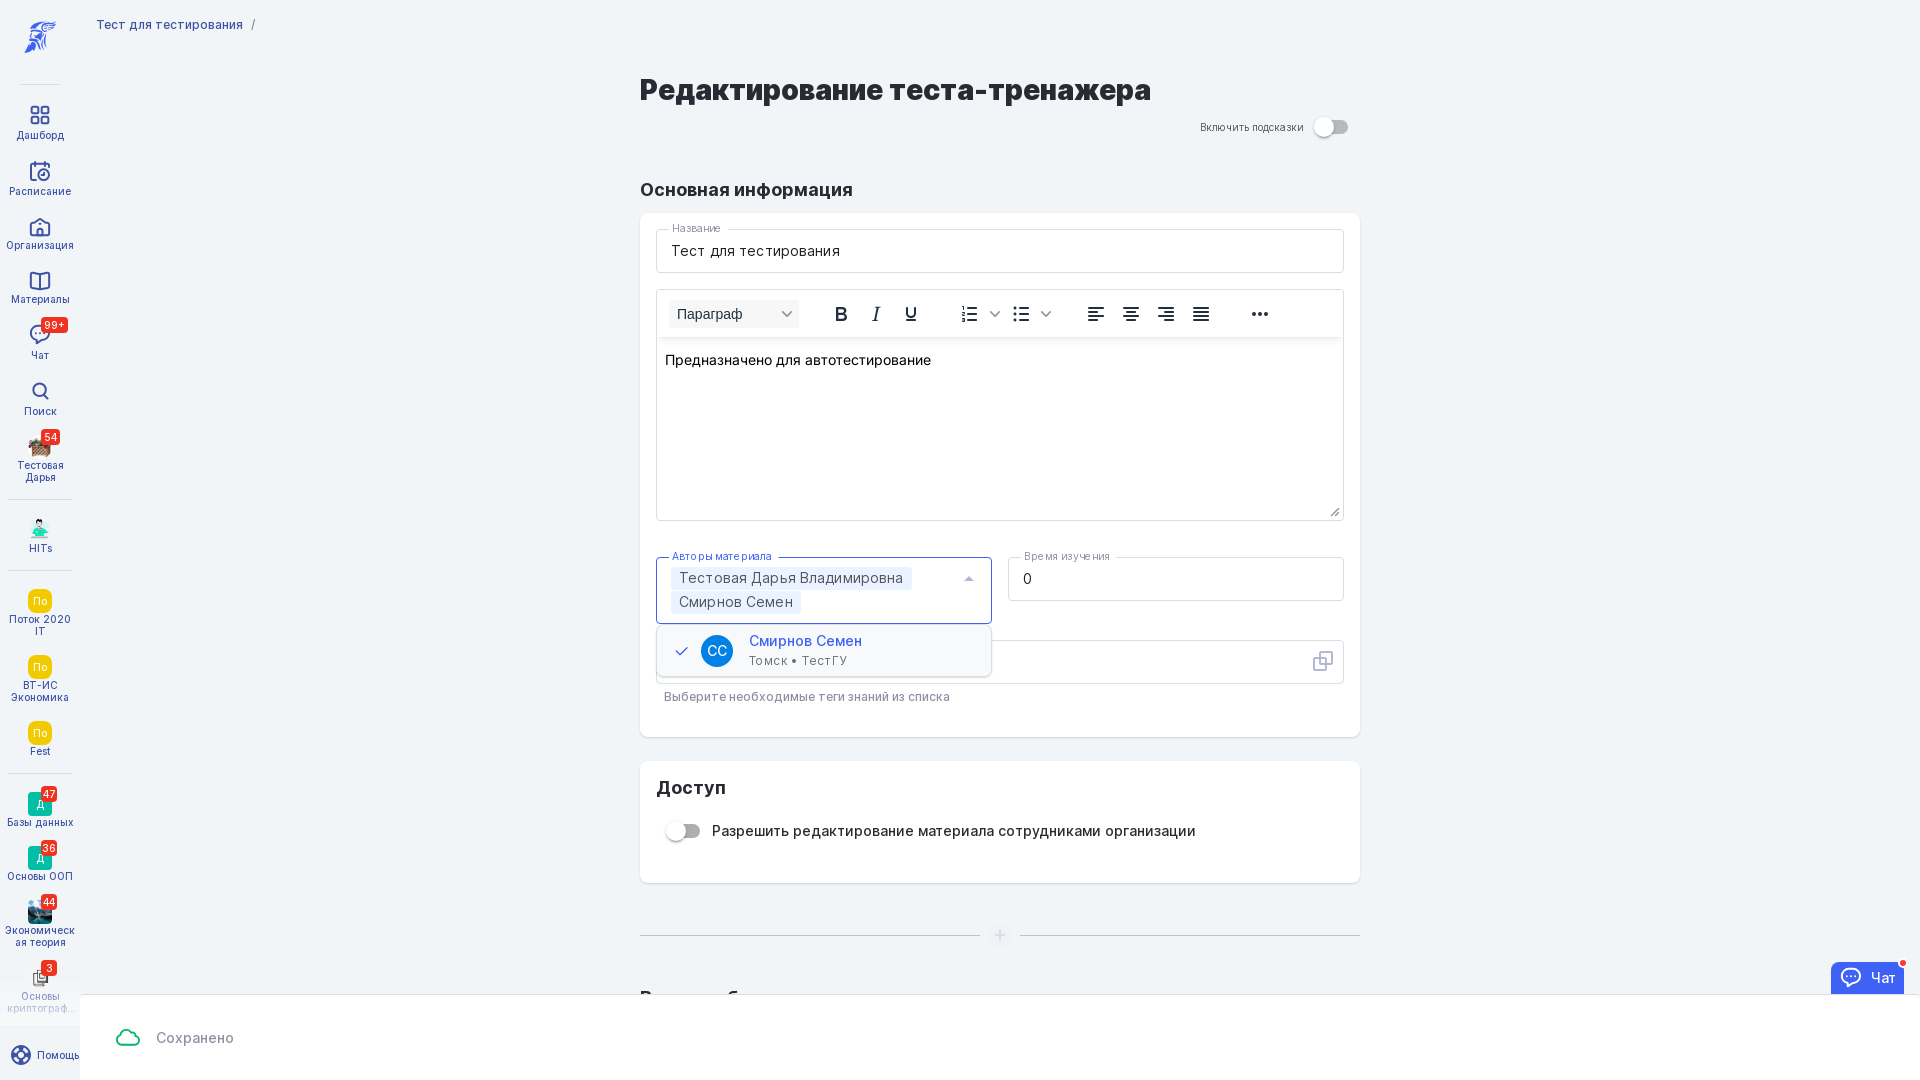 Тест для тестирования /
Дашборд
Расписание
Организация
Материалы
99+
Чат
Поиск
54
Тестовая
Дарья
HITs
По
Поток 2020
IT
По
ВТ-ИС
Экономика
По
Fest
47
Д
Базы данных
36
Д
Основы ООП
44
Экономическ
ая теория
3
Основы
криптограф...
Помощь
Редактирование теста-тренажера
Включить подсказки
Основная информация
Название
Тест для тестирования
Параграф
Предназначено для автотестирование
Авторы материала
Тестовая Дарья Владимировна
Смирнов Семен
Время изучения
0
СС
Смирнов Семен
Томск • ТестГУ
Выберите необходимые теги знаний из списка
Доступ
Разрешить редактирование материала сотрудниками организации
Чат
Сохранено